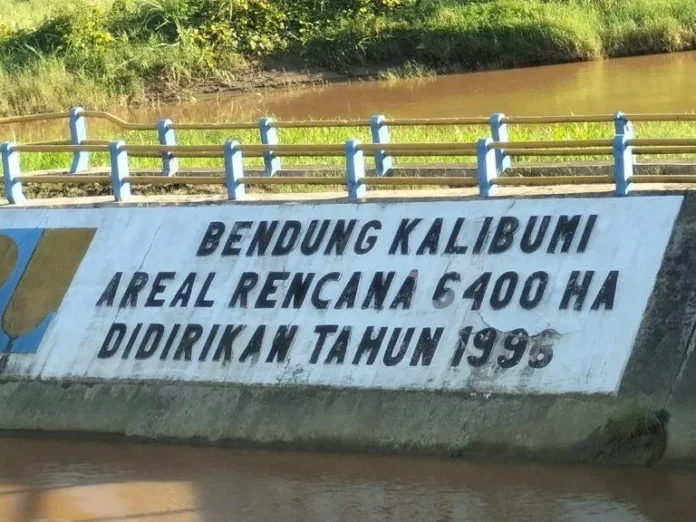 BENDUNG KALIBUMI
AREAL RENCANA 6400 HA
DIDIRIKAN TAHUN 1996